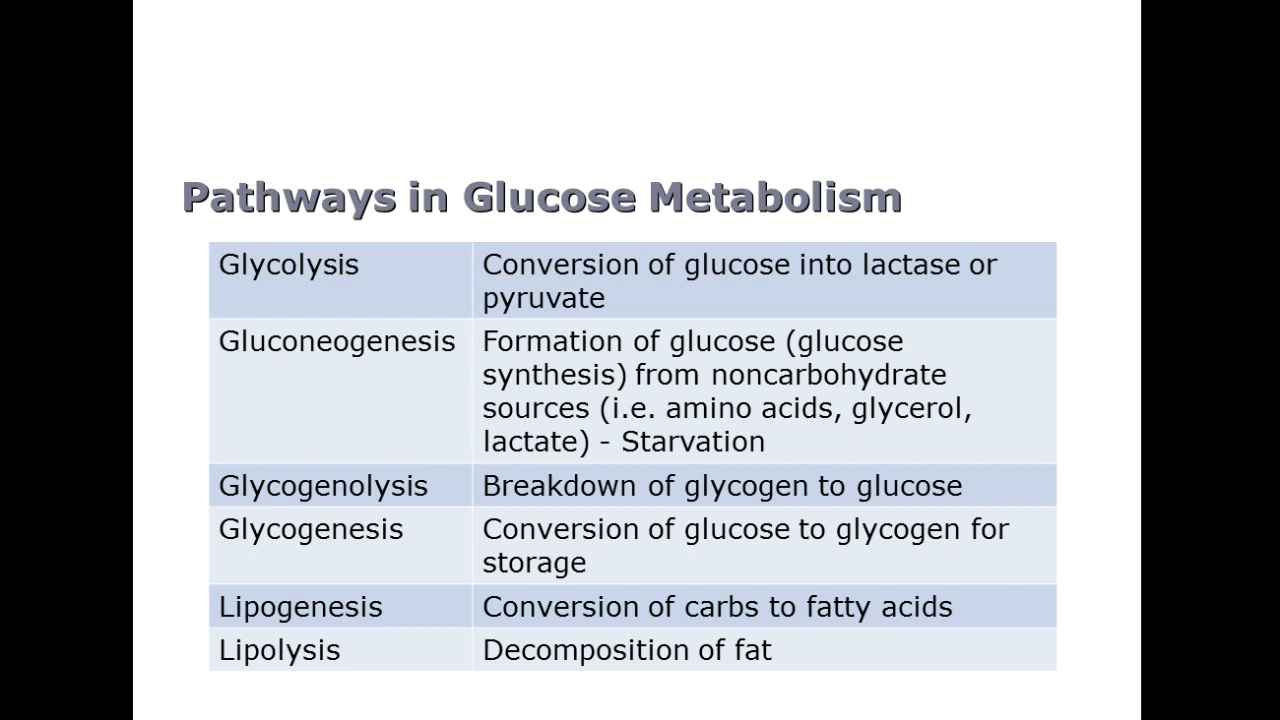 Pathways in Glucose Metabolism
Glycolysis
Conversion of glucose into lactase or
pyruvate
Gluconeogenesis
Formation of glucose (glucose
synthesis) from noncarbohydrate
sources (i.e. amino acids, glycerol,
lactate) - Starvation
Glycogenolysis
Breakdown of glycogen to glucose
Glycogenesis
Conversion of glucose to glycogen for
storage
Lipogenesis
Conversion of carbs to fatty acids
Lipolysis
Decomposition of fat